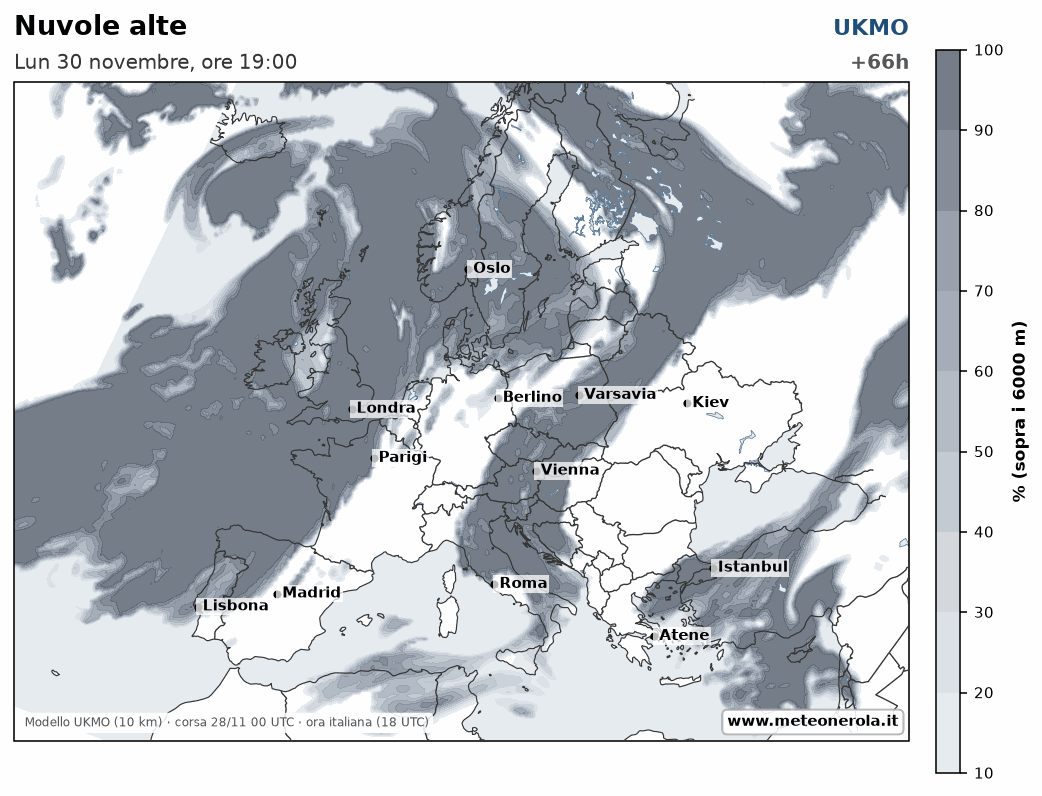 Nuvole alte
UKMO
Lun 30 novembre, ore 19:00
+66h
Oslo
Londra
Berlino
Varsavia
Kiev
Parigi
Vienna
Istanbul
Roma
Madrid
Lisbona
Atene
Modello UKMO (10 km) · corsa 28/11 00 UTC · ora italiana (18 UTC)
www.meteonerola.it
100
90
80
70
60
50
40
30
20
10
% (sopra i 6000 m)